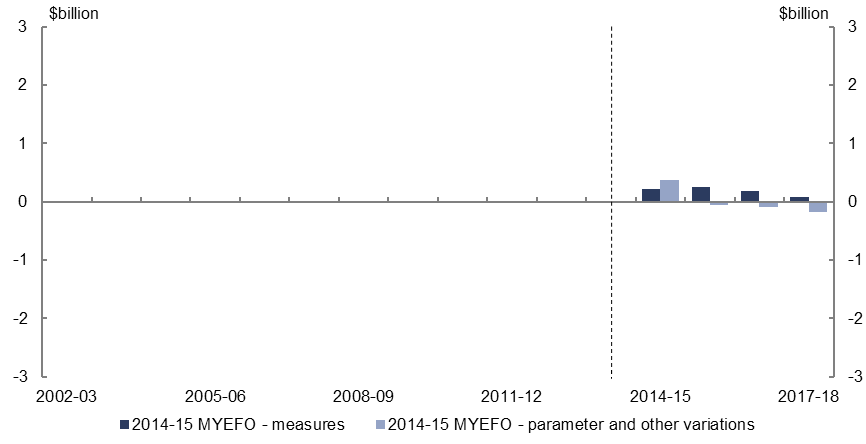 $billion $billion
3 3
2 2
1 1
0 0
-1 -1
-2 -2
-3 -3
2002-03 2005-06 2008-09 2011-12 2014-15 2017-18
2014-15 MYEFO - measures 2014-15 MYEFO - parameter and other variations